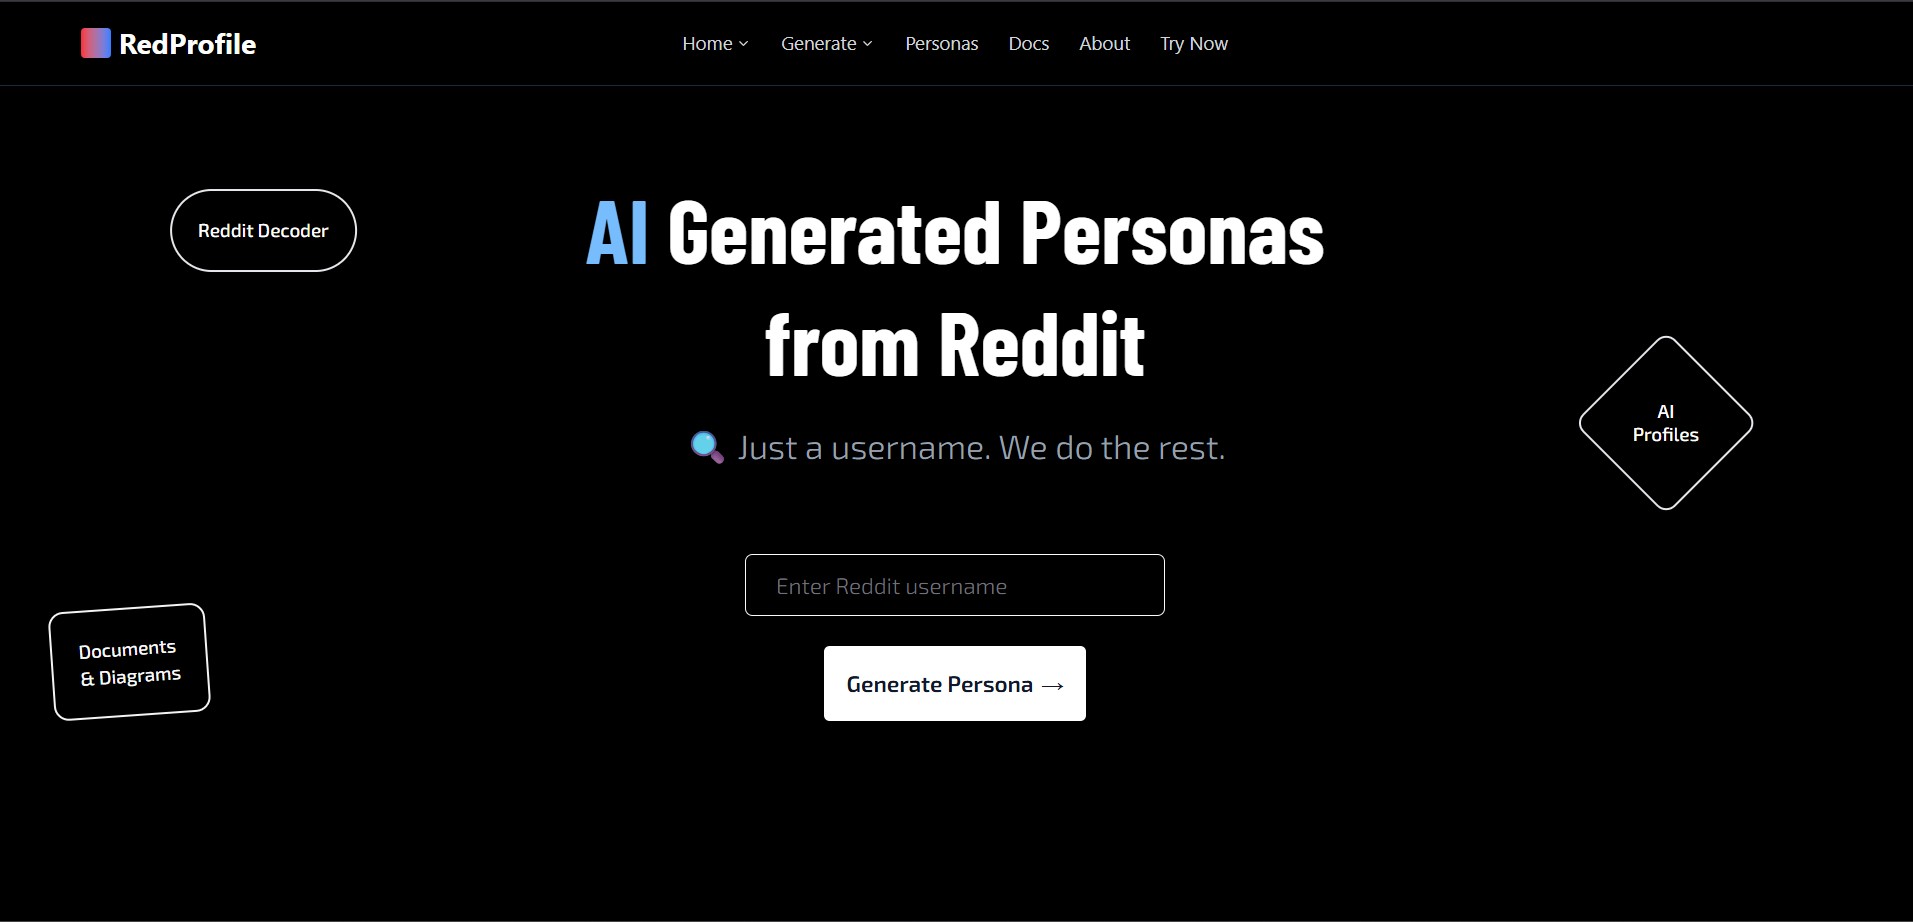 RedProfile
Home
Generate
Personas
Docs
About
Try Now
Reddit Decoder
AI Generated Personas
from Reddit
Just a username. We do the rest.
AI
Profiles
Enter Reddit username
Documents
& Diagrams
Generate Persona →